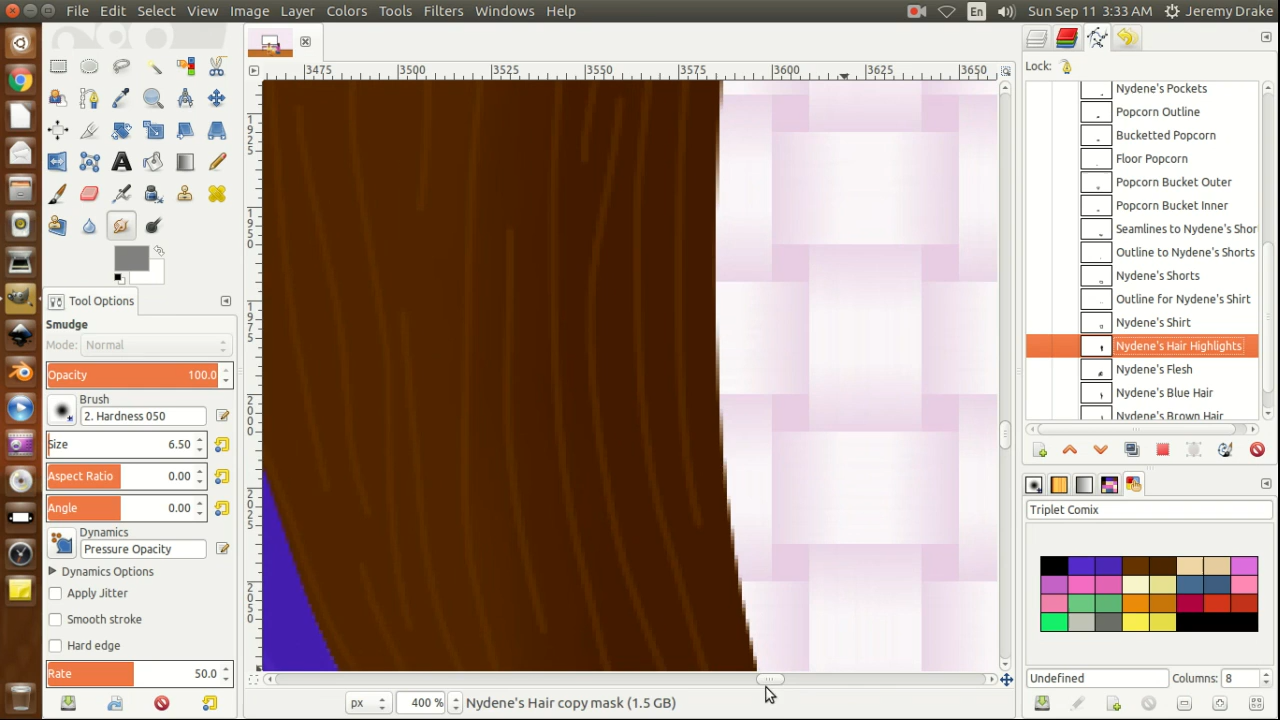 File Edit Select View Image Layer Colors Tools Filters Windows Help En Sun Sep 11 3:33 AM Jeremy Drake
3475 3500 3525 3550 3575 3600 3625 3650
Lock:
Nydene's Pockets
Popcorn Outline
Bucketted Popcorn
Floor Popcorn
Popcorn Bucket Outer
Popcorn Bucket Inner
Seamlines to Nydene's Shor
Outline to Nydene's Shorts
Nydene's Shorts
Outline for Nydene's Shirt
Nydene's Shirt
Nydene's Hair Highlights
Nydene's Flesh
Nydene's Blue Hair
Nydene's Brown Hair
1925
1950
1975
2000
2025
2050
Tool Options
Smudge
Mode: Normal
Opacity 100.0
Brush
2. Hardness 050
Size 6.50
Aspect Ratio 0.00
Angle 0.00
Dynamics
Pressure Opacity
Dynamics Options
Apply Jitter
Smooth stroke
Hard edge
Rate 50.0
Triplet Comix
Undefined Columns: 8
px 400 % Nydene's Hair copy mask (1.5 GB)